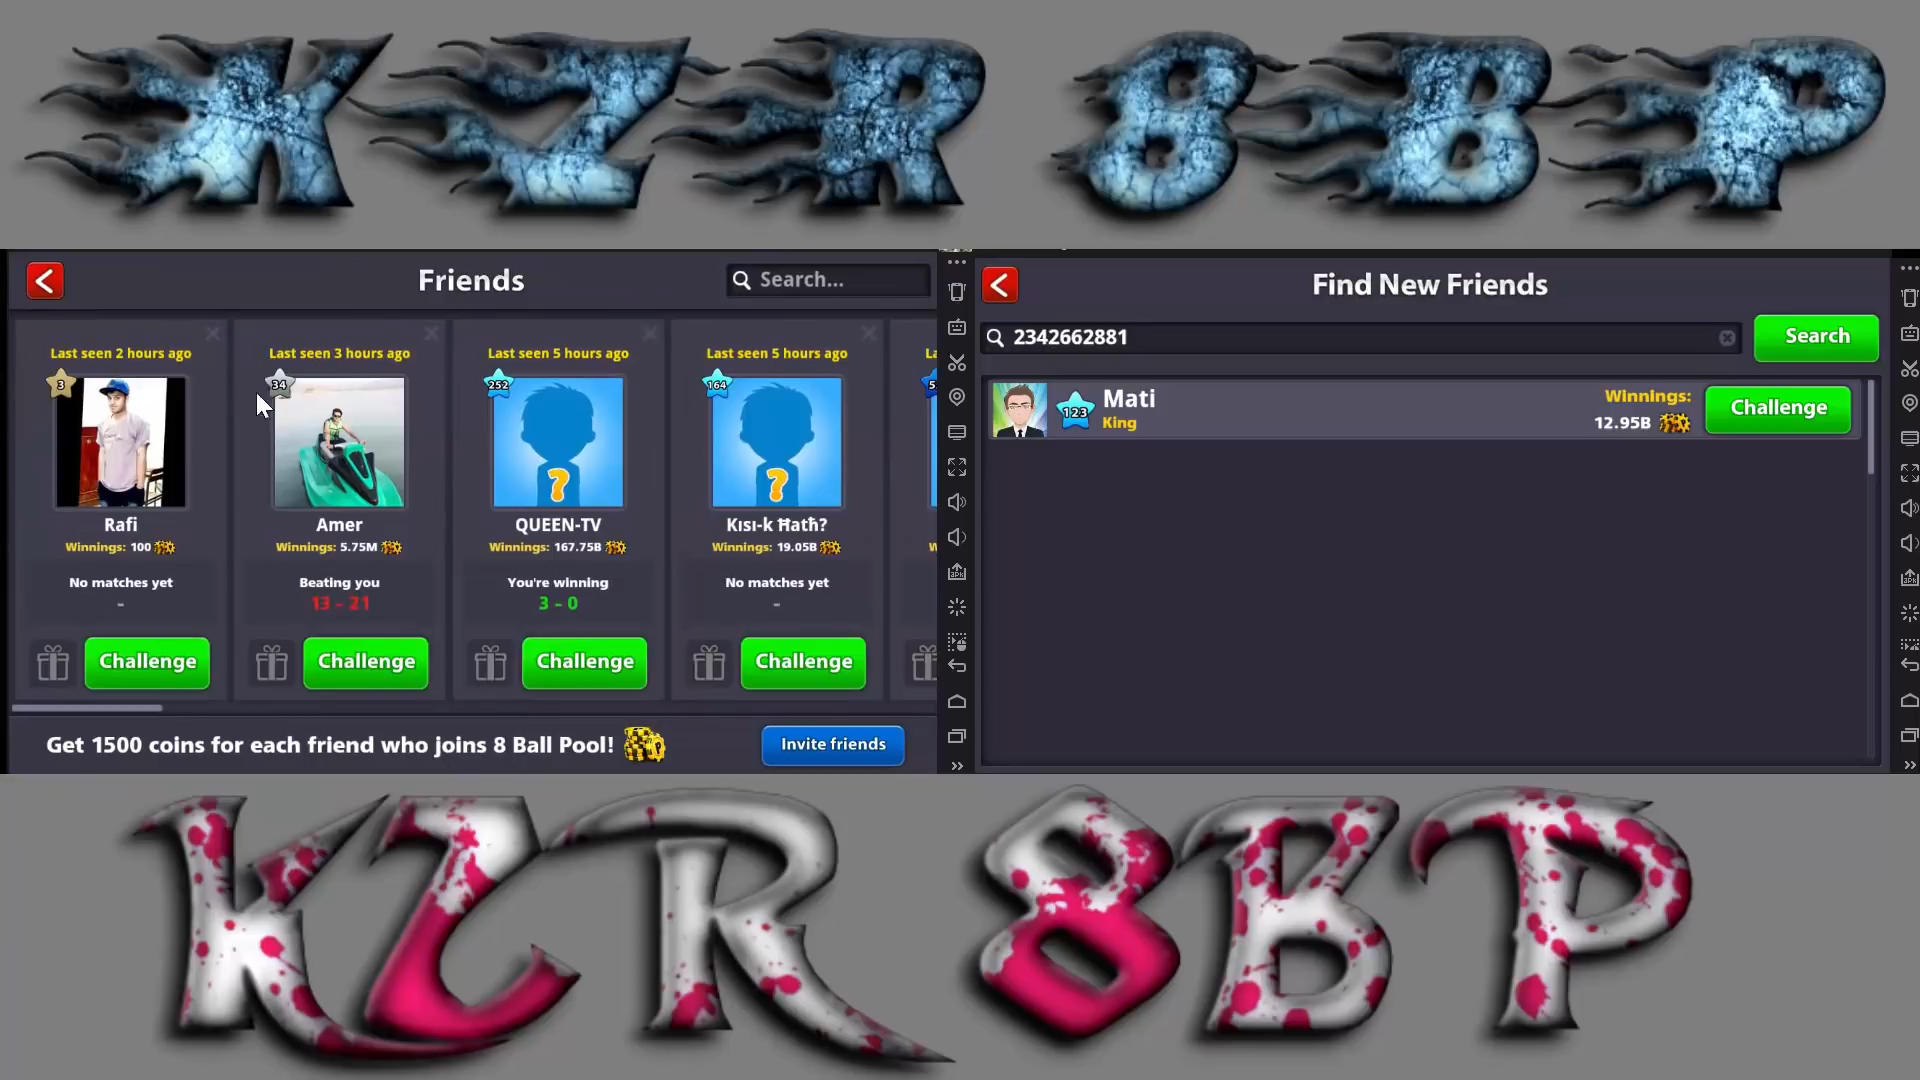 KZR 8BP
Friends
Search...
Last seen 2 hours ago
3
Rafi
Winnings: 100
No matches yet
-
Challenge
Last seen 3 hours ago
34
Amer
Winnings: 5.75M
Beating you
13 - 21
Challenge
Last seen 5 hours ago
252
QUEEN-TV
Winnings: 167.75B
You're winning
3 - 0
Challenge
Last seen 5 hours ago
164
Kısı-k Ħatħ?
Winnings: 19.05B
No matches yet
-
Challenge
La
5
W
Get 1500 coins for each friend who joins 8 Ball Pool!
Invite friends
Find New Friends
2342662881
Search
123
Mati
King
Winnings:
12.95B
Challenge
KZR 8BP